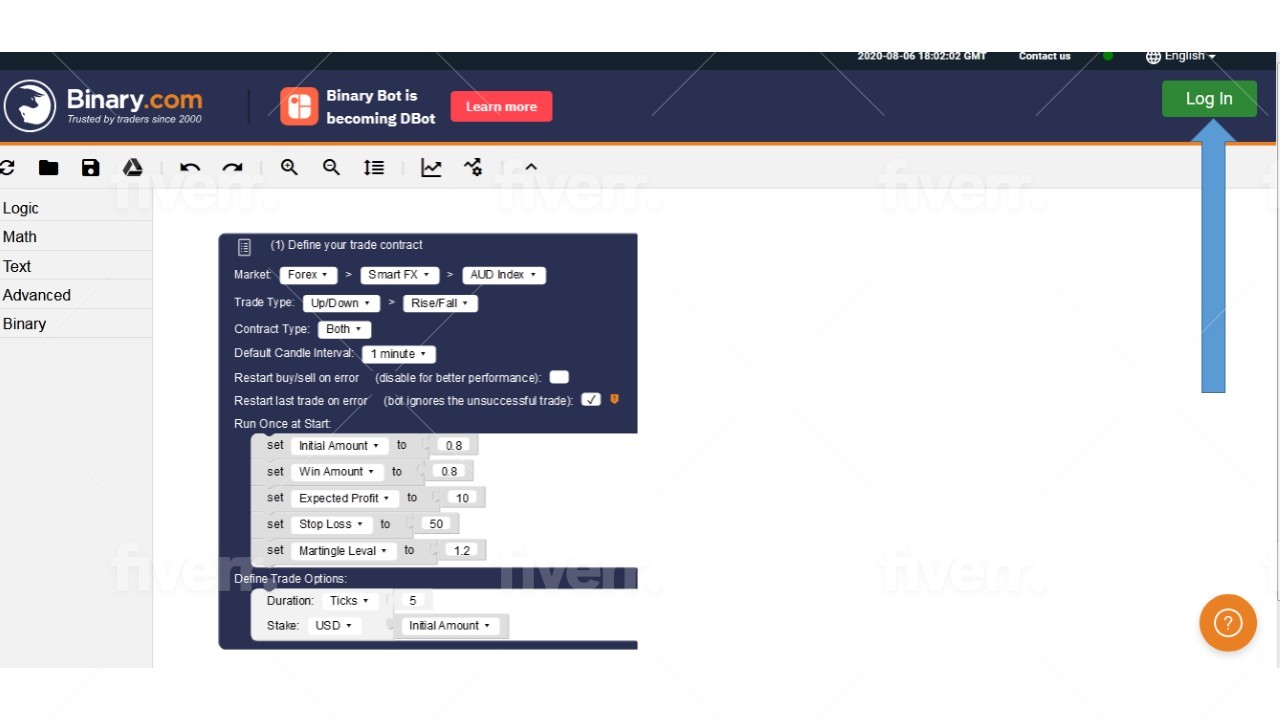 2020-08-06 18:02:02 GMT Contact us English
Binary.com
Trusted by traders since 2000
Binary Bot is
becoming DBot
Learn more
Log In
Logic
Math
Text
Advanced
Binary
(1) Define your trade contract
Market: Forex > Smart FX > AUD Index
Trade Type: Up/Down > Rise/Fall
Contract Type: Both
Default Candle Interval: 1 minute
Restart buy/sell on error (disable for better performance):
Restart last trade on error (bot ignores the unsuccessful trade):
Run Once at Start:
set Initial Amount to 0.8
set Win Amount to 0.8
set Expected Profit to 10
set Stop Loss to 50
set Martingle Leval to 1.2
Define Trade Options:
Duration: Ticks 5
Stake: USD Initial Amount
?
fiverr. fiverr. fiverr.
fiverr. fiverr. fiverr.